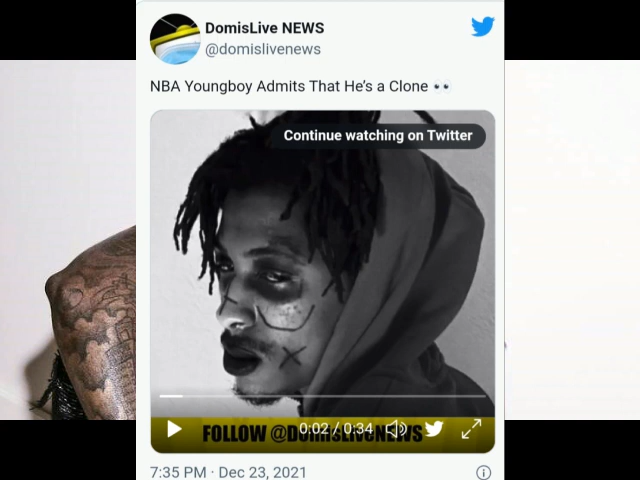 DomisLive NEWS
@domislivenews
NBA Youngboy Admits That He's a Clone 👀
Continue watching on Twitter
0:02 / 0:34
FOLLOW @DOMISLIVENEWS
7:35 PM · Dec 23, 2021